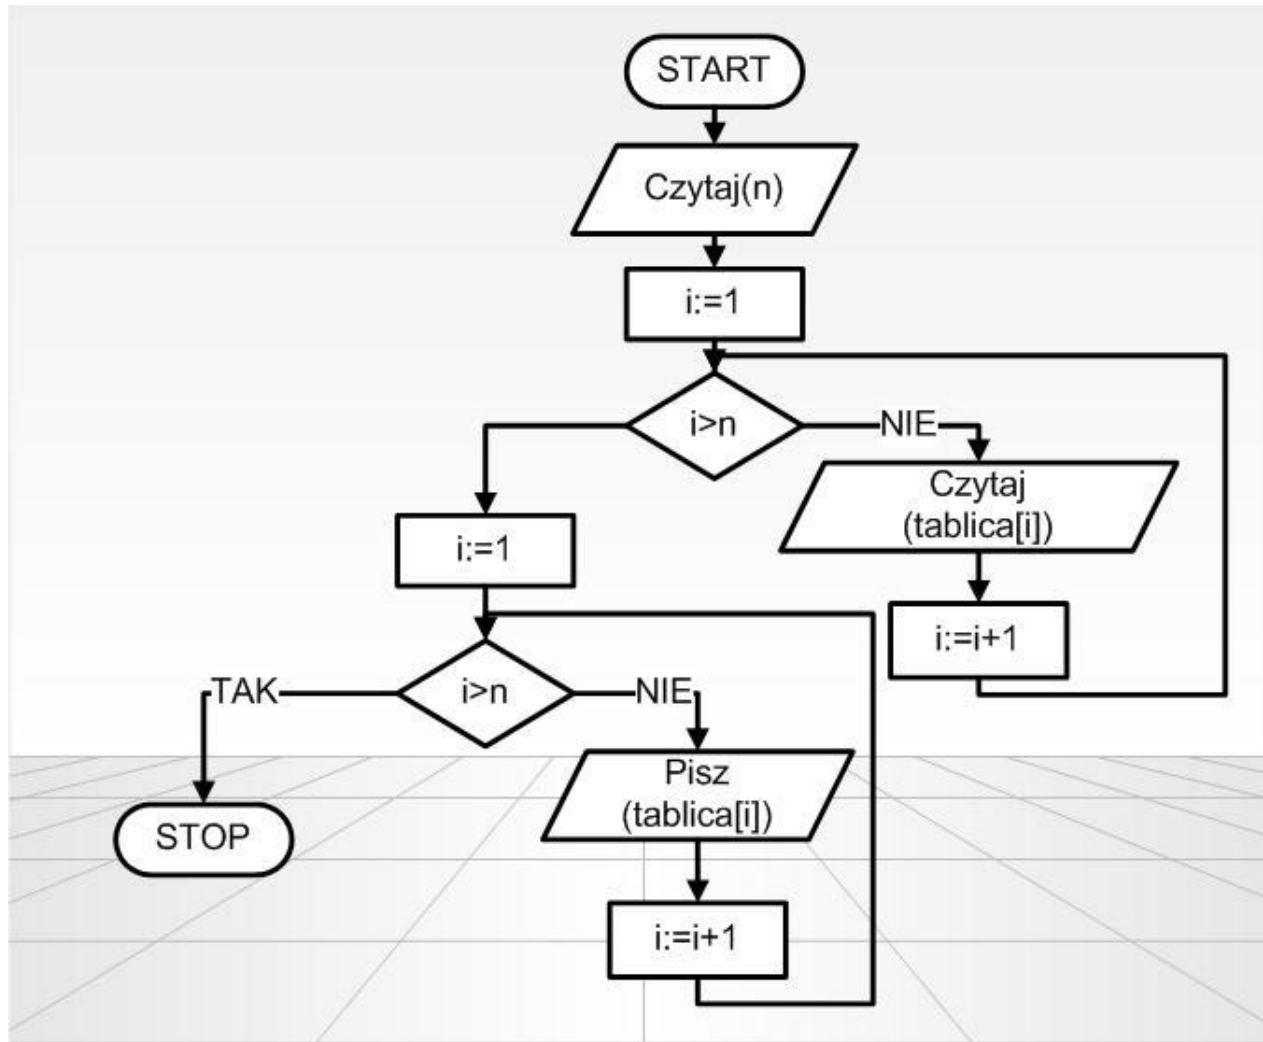 START
Czytaj(n)
i:=1
i>n
NIE
Czytaj
(tablica[i])
i:=i+1
i:=1
i>n
TAK
NIE
Pisz
(tablica[i])
i:=i+1
STOP